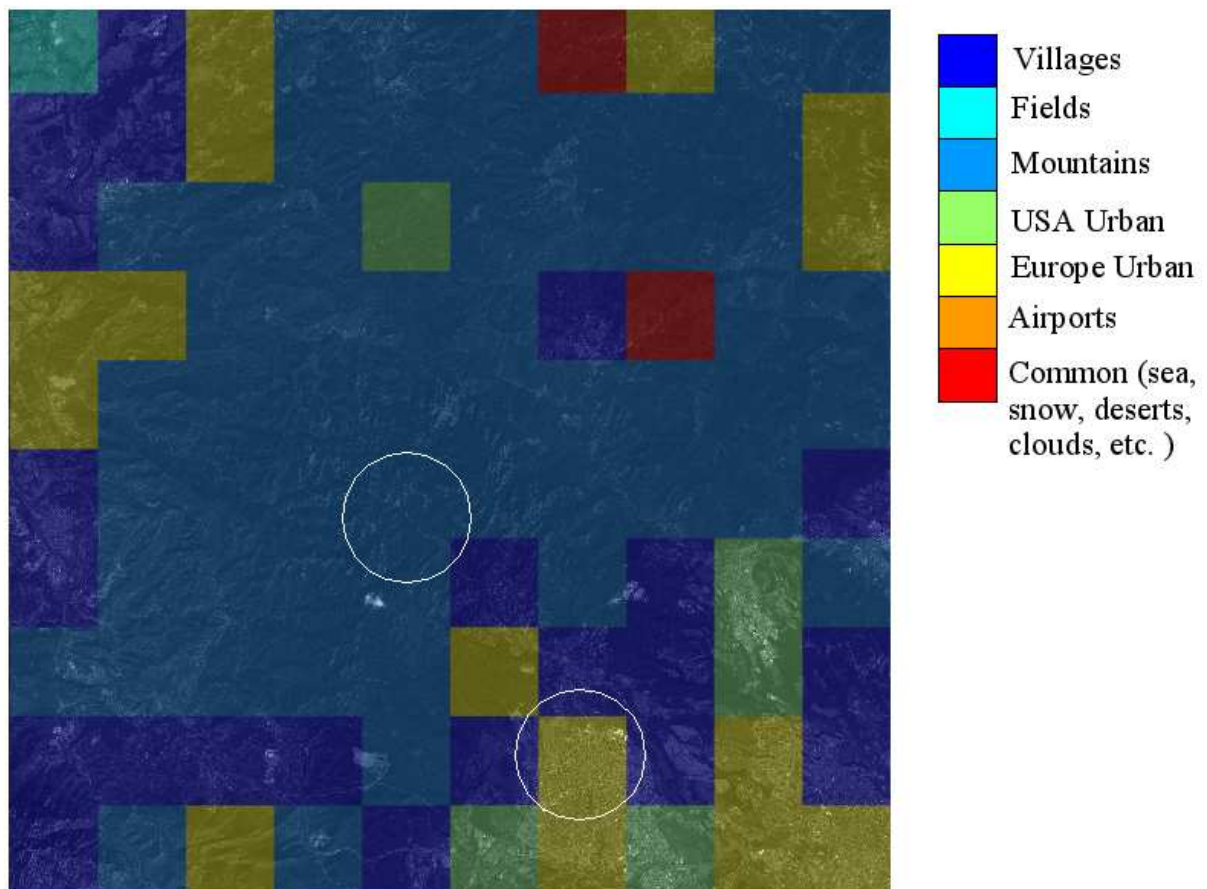 Villages
Fields
Mountains
USA Urban
Europe Urban
Airports
Common (sea,
snow, deserts,
clouds, etc. )